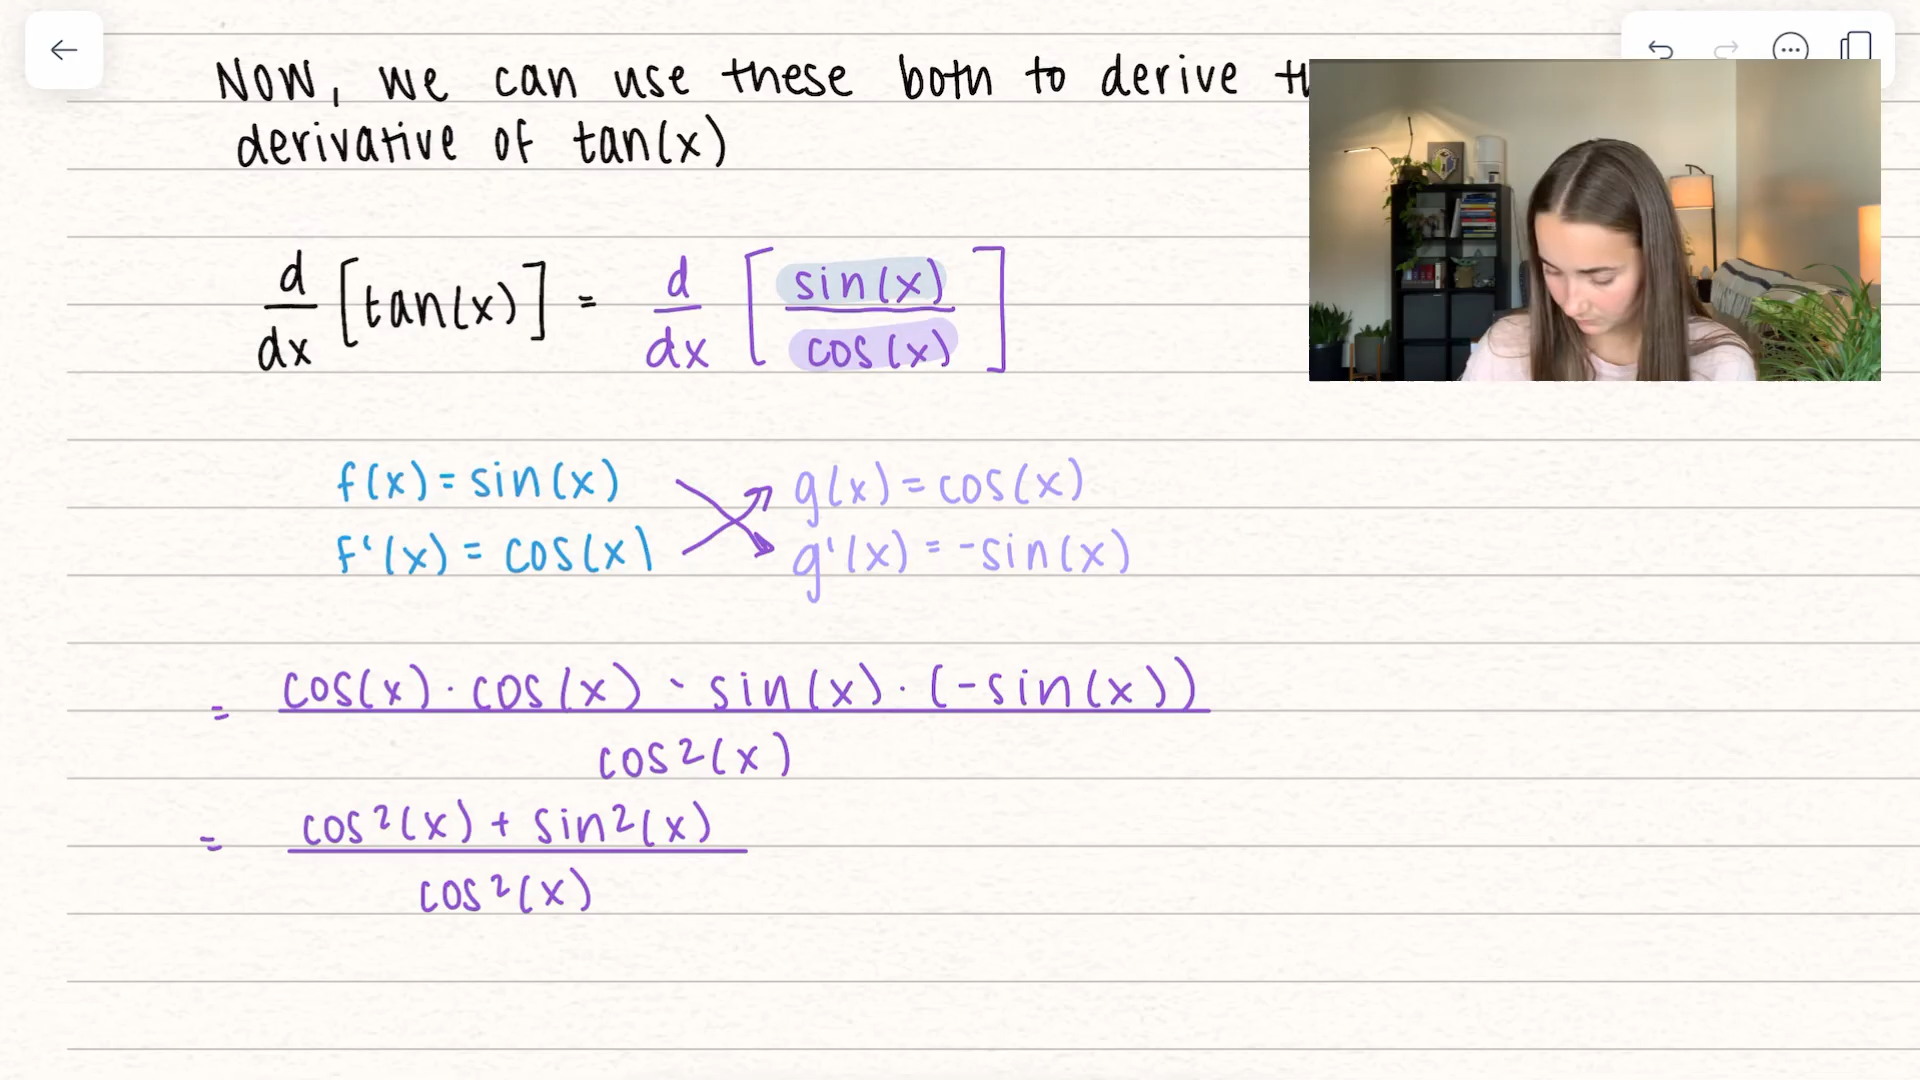 Now, we can use these both to derive
derivative of tan(x)
d/dx [tan(x)] = d/dx [sin(x)/cos(x)]
f(x) = sin(x) g(x) = cos(x)
f'(x) = cos(x) g'(x) = -sin(x)
= cos(x) · cos(x) - sin(x) · (-sin(x)) / cos²(x)
= cos²(x) + sin²(x) / cos²(x)